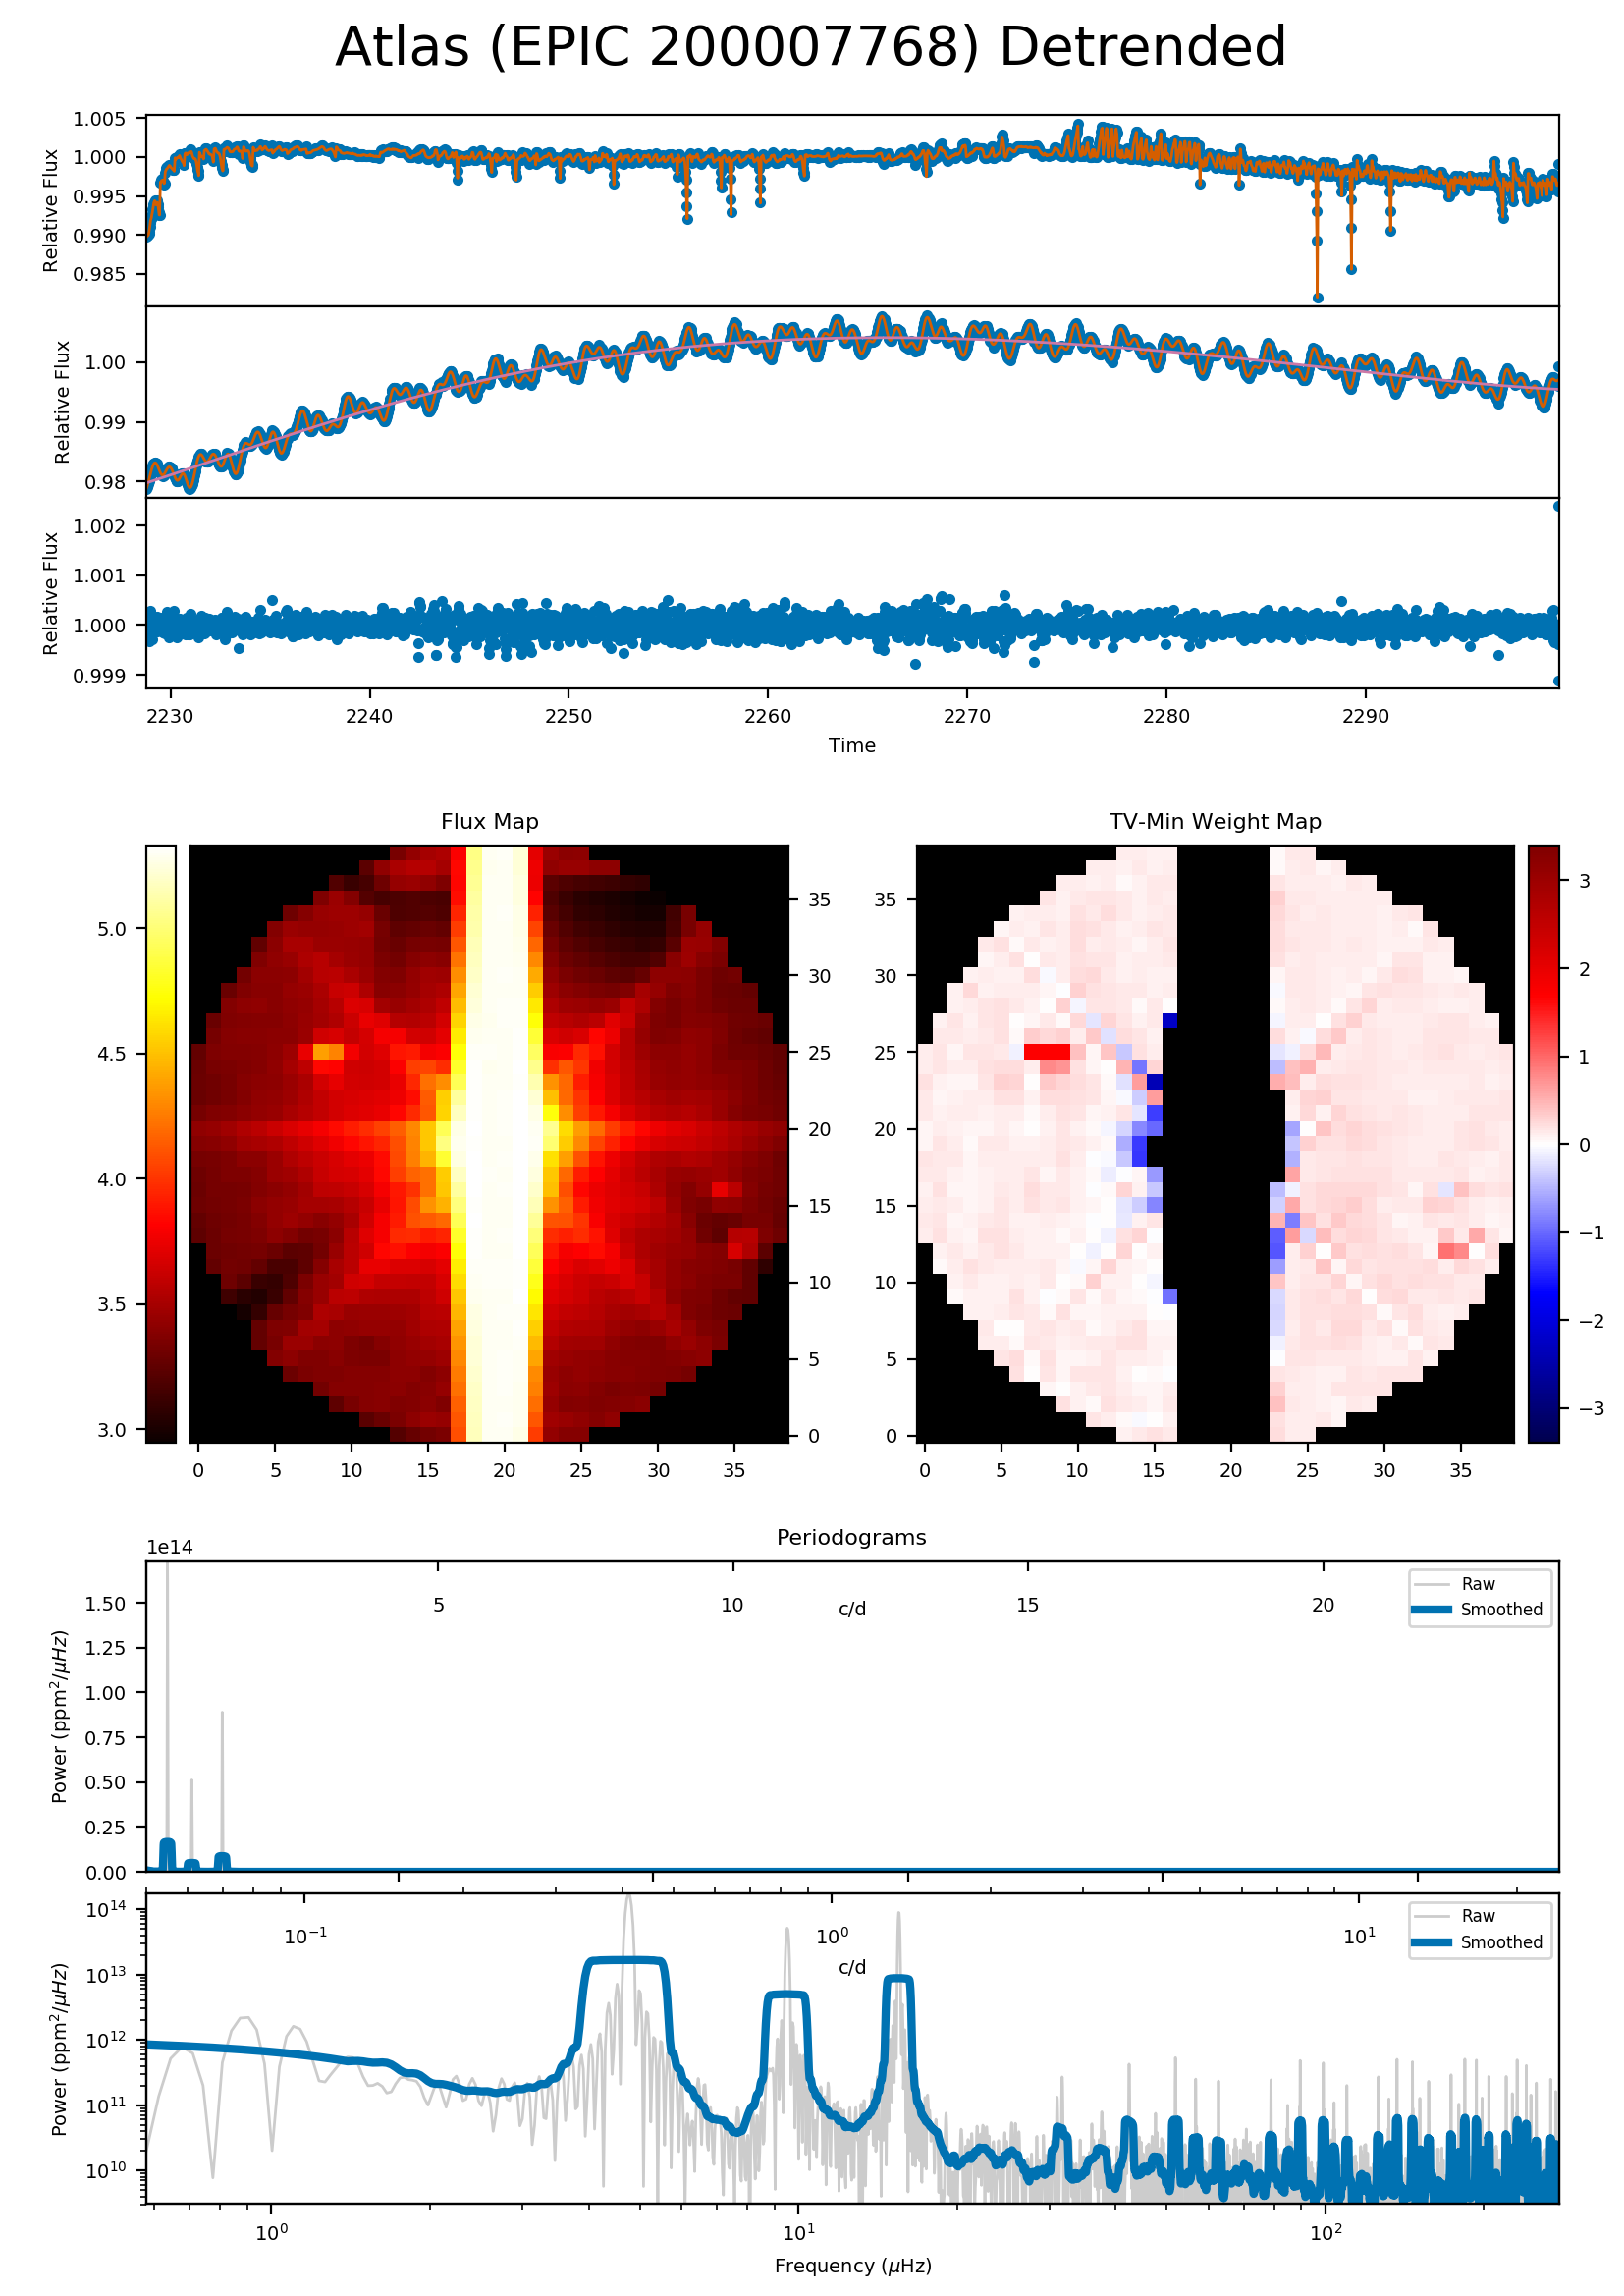 Atlas (EPIC 200007768) Detrended
1.005
1.000
0.995
0.990
0.985
Relative Flux
1.00
0.99
0.98
Relative Flux
1.002
1.001
1.000
0.999
Relative Flux
2230 2240 2250 2260 2270 2280 2290
Time
Flux Map
5.0
4.5
4.0
3.5
3.0
35
30
25
20
15
10
5
0
0 5 10 15 20 25 30 35
TV-Min Weight Map
35
30
25
20
15
10
5
0
0 5 10 15 20 25 30 35
3
2
1
0
−1
−2
−3
Periodograms
1e14
1.50
1.25
1.00
0.75
0.50
0.25
0.00
Power (ppm²/μHz)
5 10 15 20
c/d
Raw
Smoothed
10¹⁴
10¹³
10¹²
10¹¹
10¹⁰
Power (ppm²/μHz)
10⁻¹ 10⁰ 10¹
c/d
Raw
Smoothed
10⁰ 10¹ 10²
Frequency (μHz)